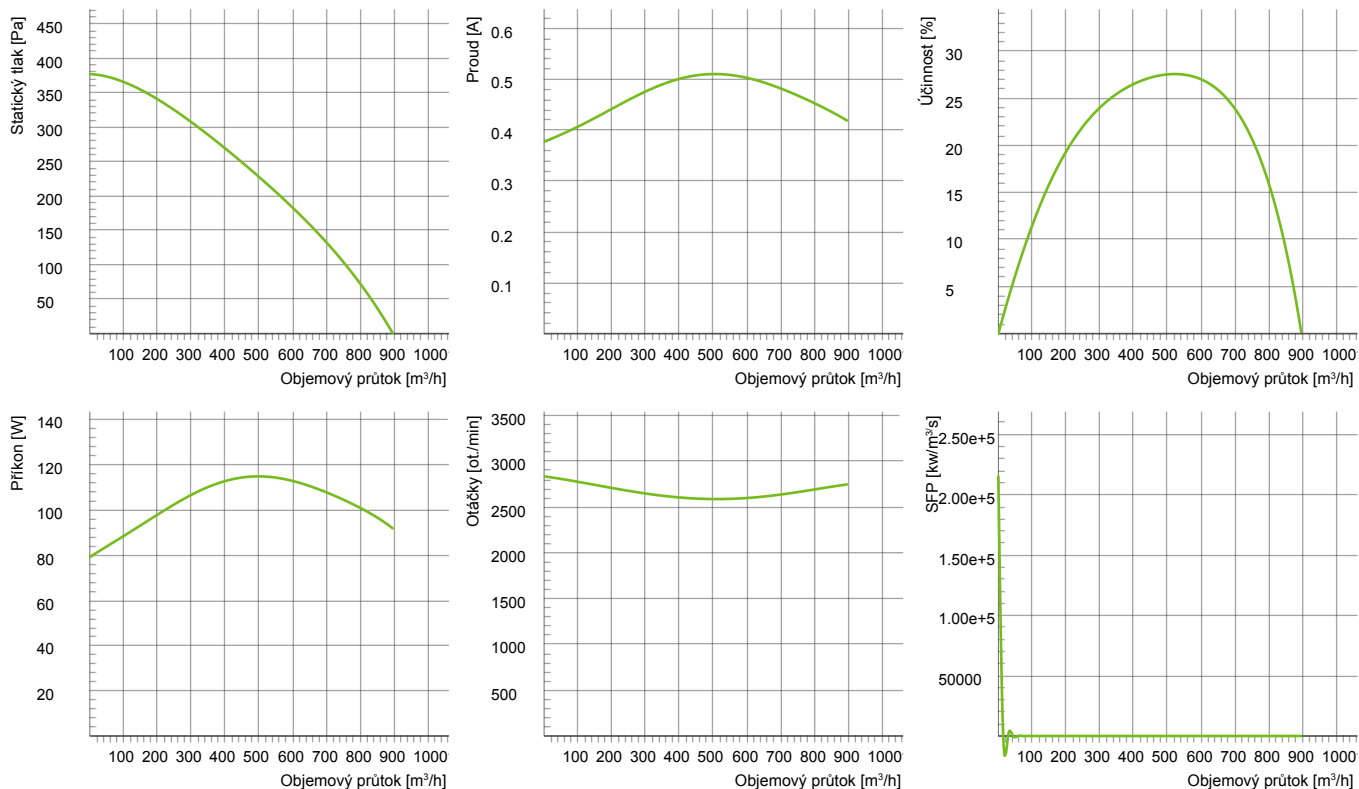 Statický tlak [Pa]
450
400
350
300
250
200
150
100
50
100 200 300 400 500 600 700 800 900 1000
Objemový průtok [m³/h]
Proud [A]
0.6
0.5
0.4
0.3
0.2
0.1
100 200 300 400 500 600 700 800 900 1000
Objemový průtok [m³/h]
Účinnost [%]
30
25
20
15
10
5
100 200 300 400 500 600 700 800 900 1000
Objemový průtok [m³/h]
Příkon [W]
140
120
100
80
60
40
20
100 200 300 400 500 600 700 800 900 1000
Objemový průtok [m³/h]
Otáčky [ot./min]
3500
3000
2500
2000
1500
1000
500
100 200 300 400 500 600 700 800 900 1000
Objemový průtok [m³/h]
SFP [kw/m³/s]
2.50e+5
2.00e+5
1.50e+5
1.00e+5
50000
100 200 300 400 500 600 700 800 900 1000
Objemový průtok [m³/h]